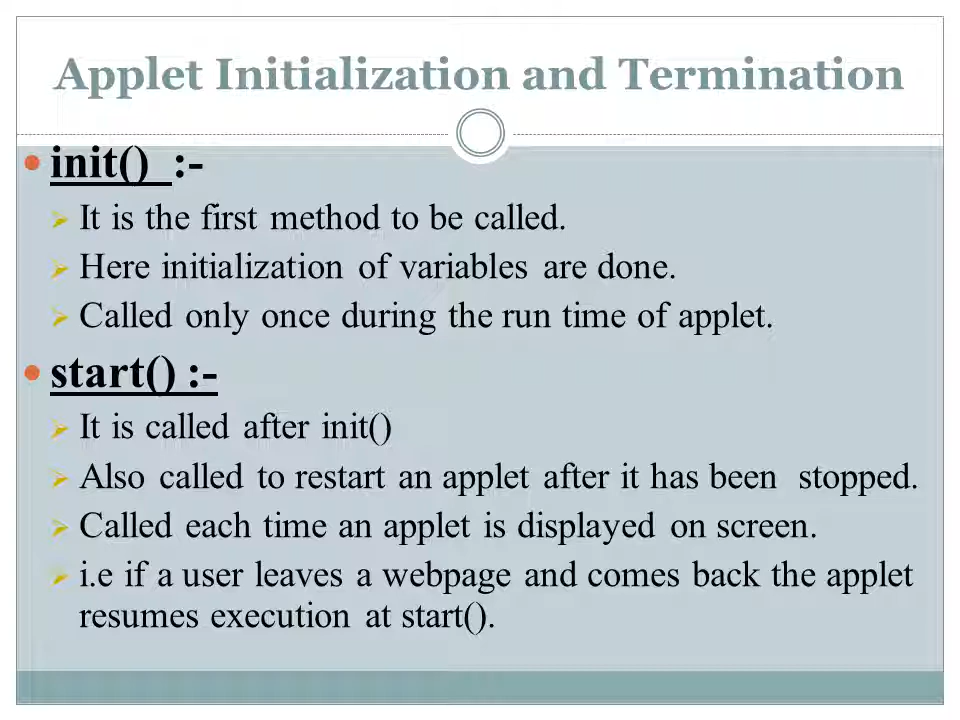 Applet Initialization and Termination
init() :-
It is the first method to be called.
Here initialization of variables are done.
Called only once during the run time of applet.
start() :-
It is called after init()
Also called to restart an applet after it has been stopped.
Called each time an applet is displayed on screen.
i.e if a user leaves a webpage and comes back the applet
resumes execution at start().